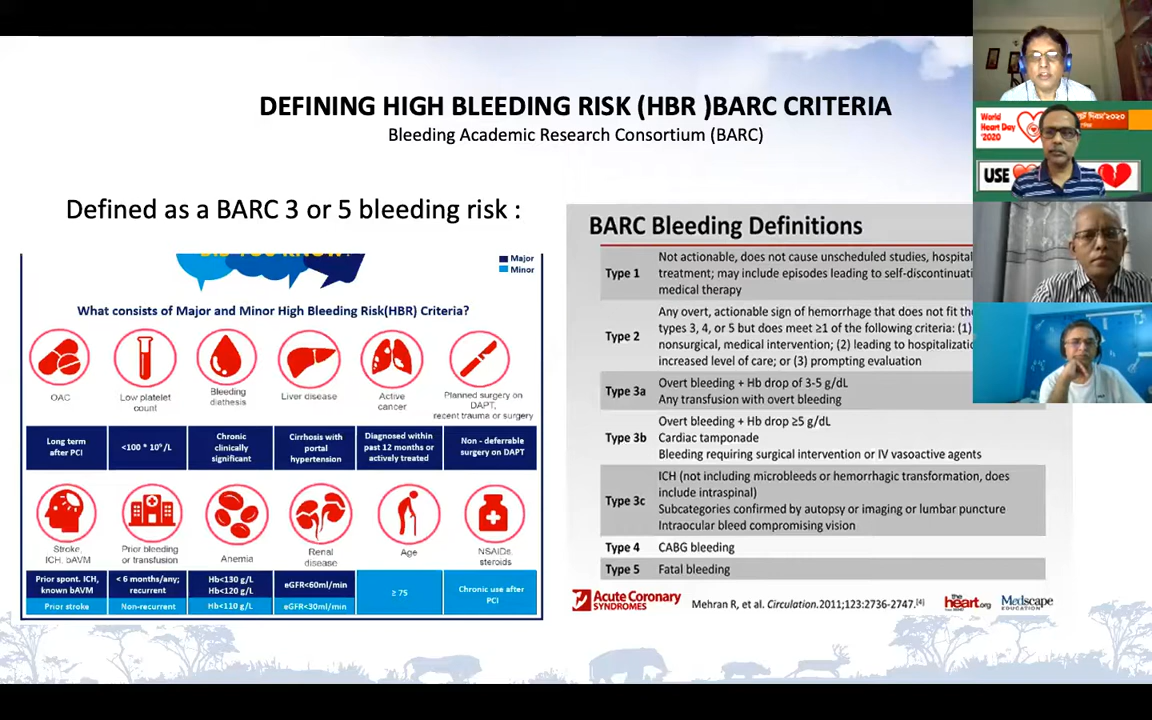 DEFINING HIGH BLEEDING RISK (HBR )BARC CRITERIA
Bleeding Academic Research Consortium (BARC)
Defined as a BARC 3 or 5 bleeding risk :
Major
Minor
What consists of Major and Minor High Bleeding Risk(HBR) Criteria?
OAC
Low platelet
count
Bleeding
diathesis
Liver disease
Active
cancer
Planned surgery on
DAPT,
recent trauma or surgery
Long term
after PCI
<100 * 10⁹/L
Chronic
clinically
significant
Cirrhosis with
portal
hypertension
Diagnosed within
past 12 months or
actively treated
Non - deferrable
surgery on DAPT
Stroke,
ICH, bAVM
Prior bleeding
or transfusion
Anemia
Renal
disease
Age
NSAIDs,
steroids
Prior spont. ICH,
known bAVM
Prior stroke
< 6 months/any;
recurrent
Non-recurrent
Hb<130 g/L
Hb<120 g/L
Hb<110 g/L
eGFR<60ml/min
eGFR<30ml/min
≥ 75
Chronic use after
PCI
BARC Bleeding Definitions
Type 1
Not actionable, does not cause unscheduled studies, hospital
treatment; may include episodes leading to self-discontinuati
medical therapy
Type 2
Any overt, actionable sign of hemorrhage that does not fit the
types 3, 4, or 5 but does meet ≥1 of the following criteria: (1)
nonsurgical, medical intervention; (2) leading to hospitalizatio
increased level of care; or (3) prompting evaluation
Type 3a
Overt bleeding + Hb drop of 3-5 g/dL
Any transfusion with overt bleeding
Type 3b
Overt bleeding + Hb drop ≥5 g/dL
Cardiac tamponade
Bleeding requiring surgical intervention or IV vasoactive agents
Type 3c
ICH (not including microbleeds or hemorrhagic transformation, does
include intraspinal)
Subcategories confirmed by autopsy or imaging or lumbar puncture
Intraocular bleed compromising vision
Type 4
CABG bleeding
Type 5
Fatal bleeding
Acute Coronary
SYNDROMES
Mehran R, et al. Circulation.2011;123:2736-2747.[4]
the
heart.org
Medscape
EDUCATION
World
Heart Day
'2020
USE